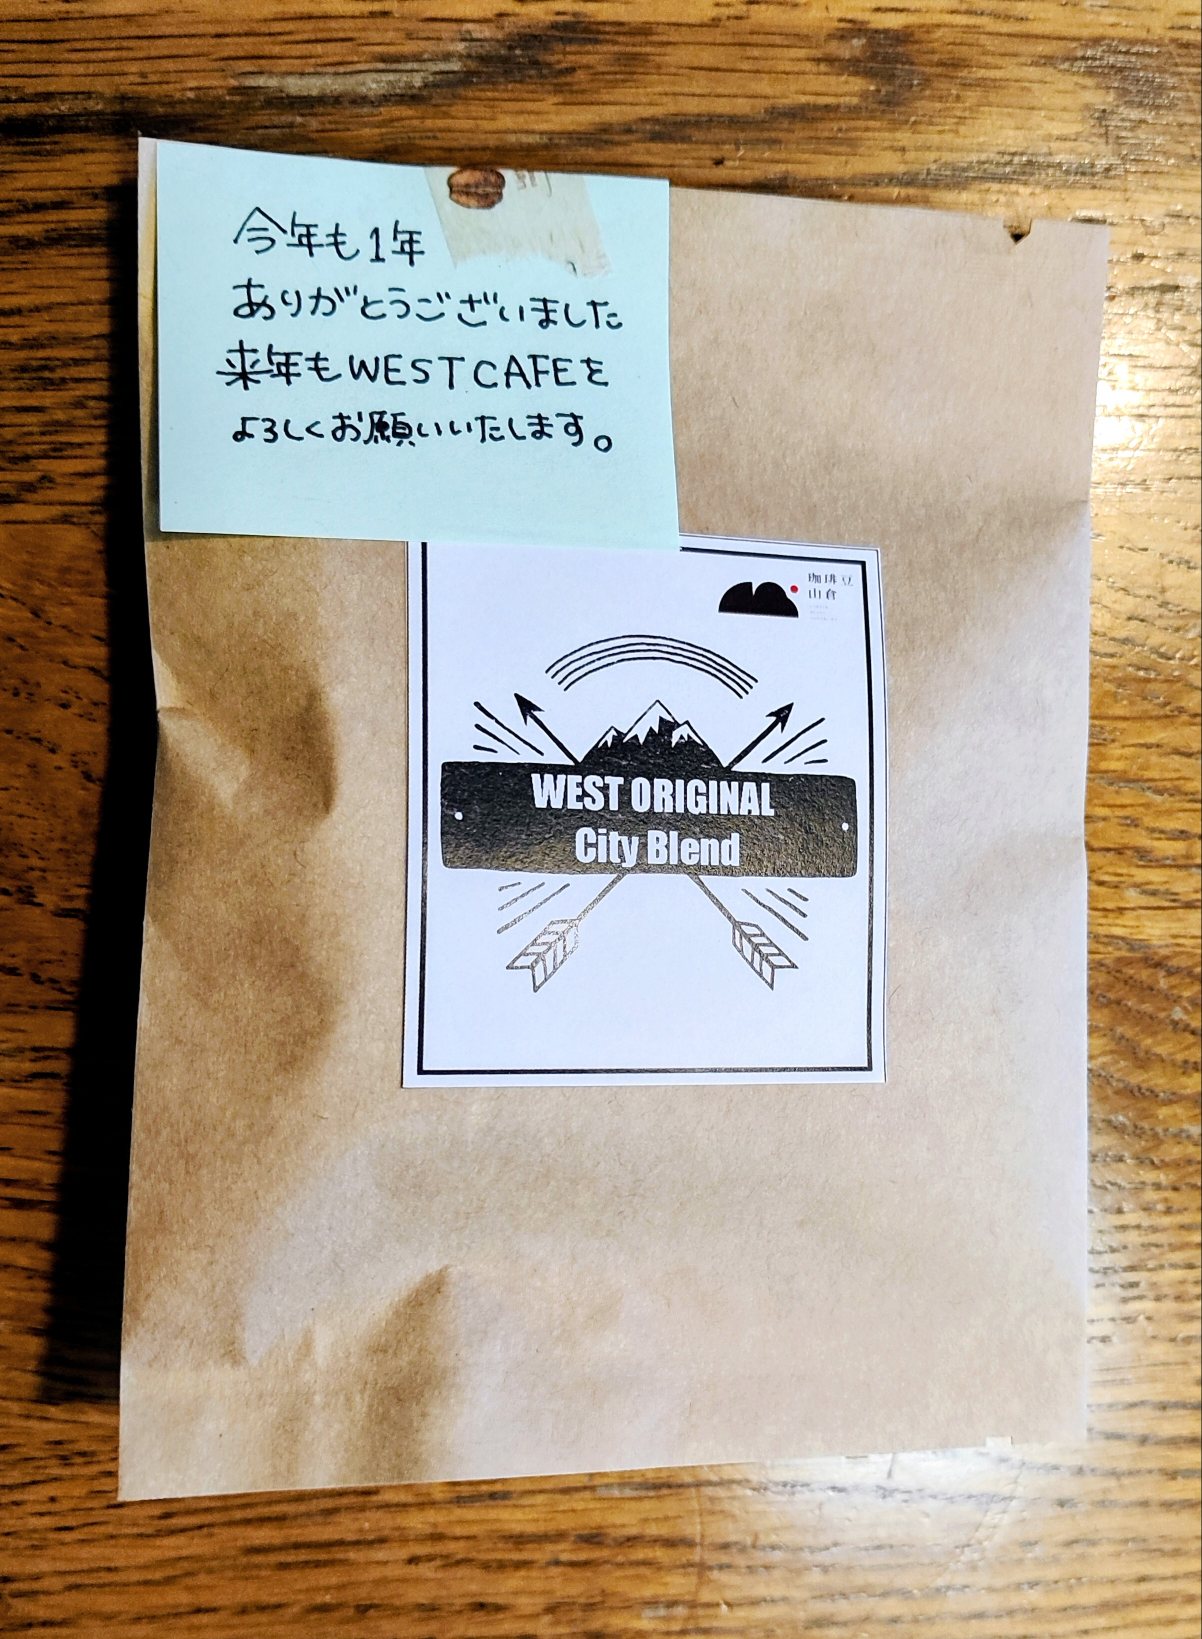 今年も1年
ありがとうございました
来年もWEST CAFEを
よろしくお願いいたします。
珈琲豆
山倉
WEST ORIGINAL
City Blend